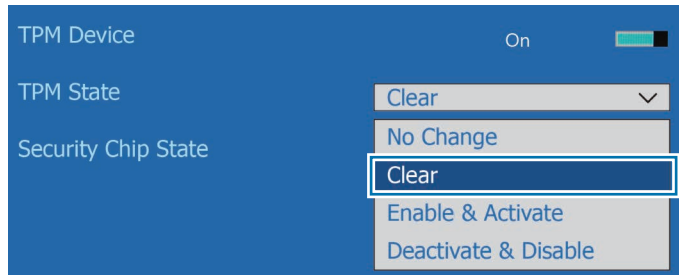 TPM Device On
TPM State Clear
Security Chip State No Change
Clear
Enable & Activate
Deactivate & Disable